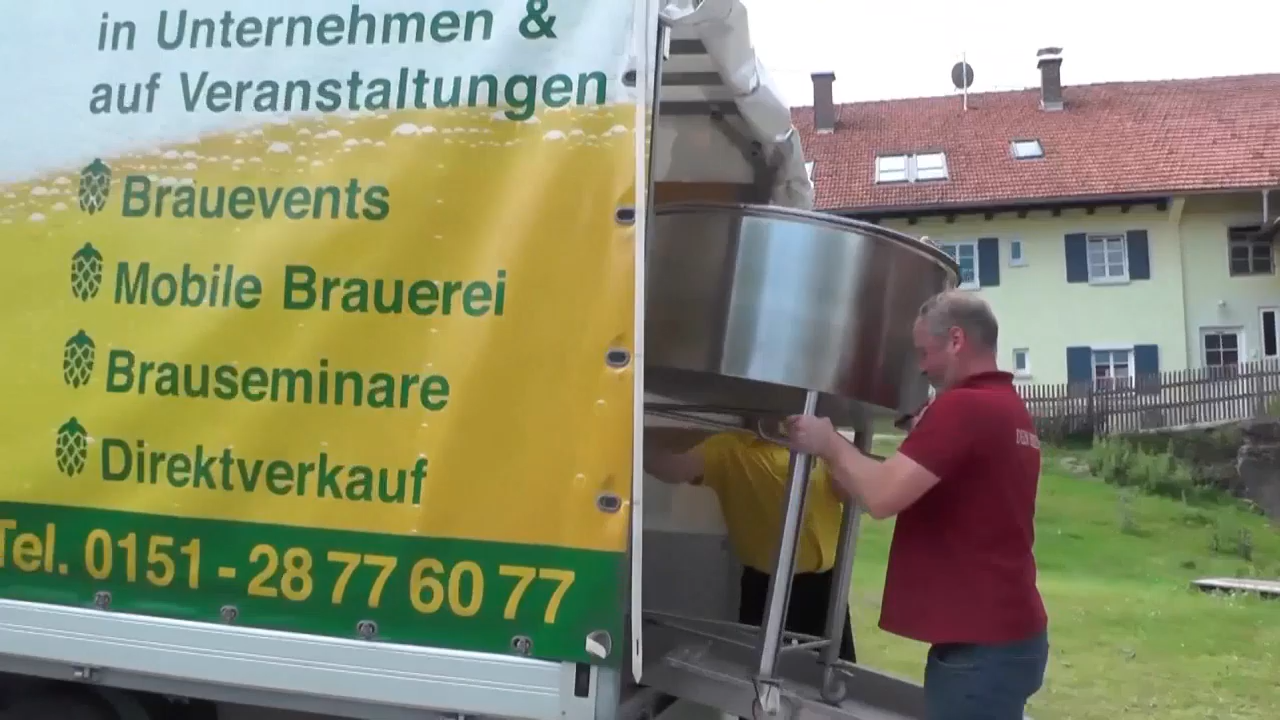 in Unternehmen &
auf Veranstaltungen
Brauevents
Mobile Brauerei
Brauseminare
Direktverkauf
Tel. 0151 - 28 77 60 77